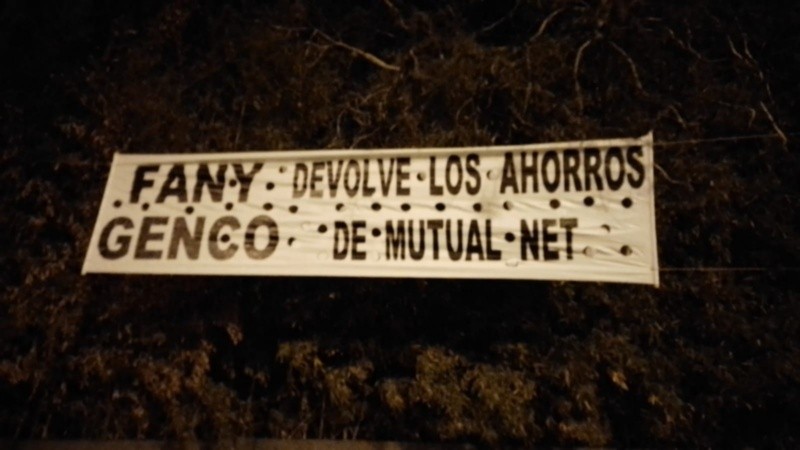 FANY DEVOLVE LOS AHORROS
GENCO DE MUTUAL NET